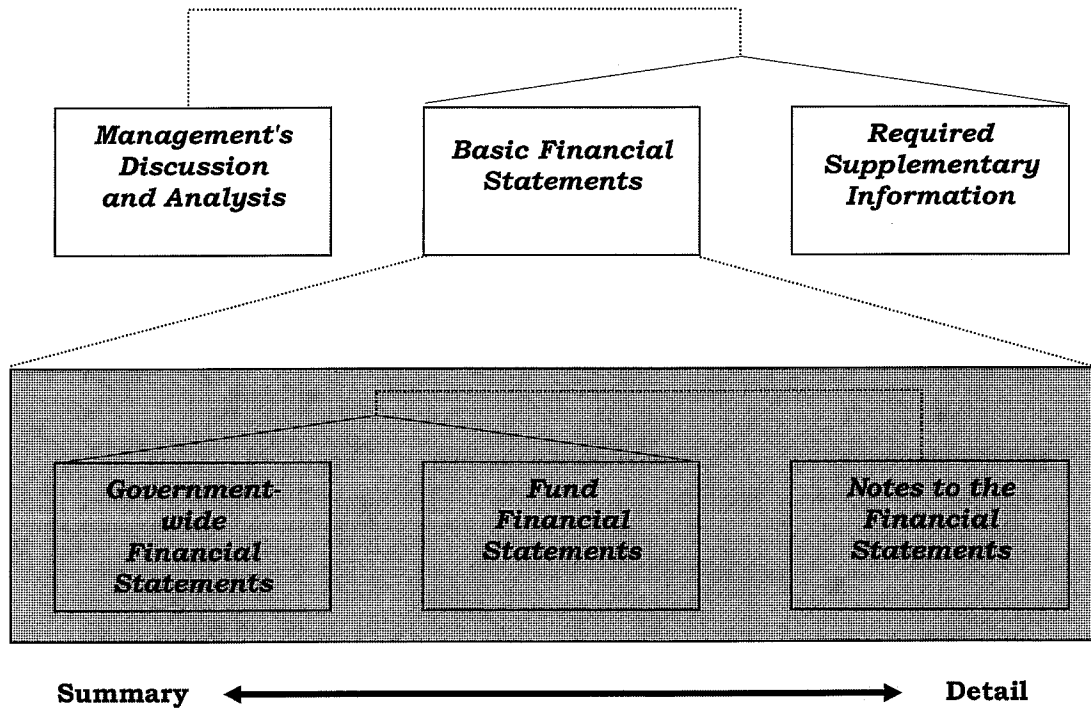 Management's
Discussion
and Analysis
Basic Financial
Statements
Required
Supplementary
Information
Government-
wide
Financial
Statements
Fund
Financial
Statements
Notes to the
Financial
Statements
Summary
Detail